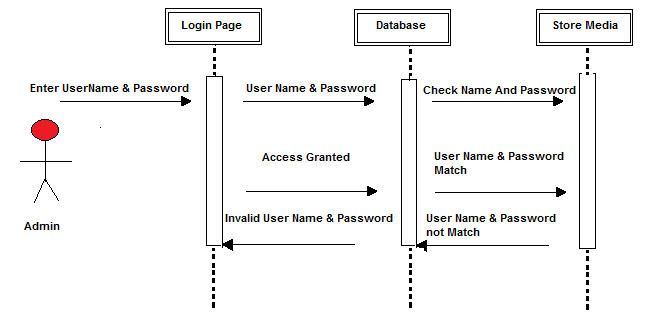 Login Page
Database
Store Media
Enter UserName & Password
User Name & Password
Check Name And Password
Access Granted
User Name & Password
Match
Invalid User Name & Password
User Name & Password
not Match
Admin